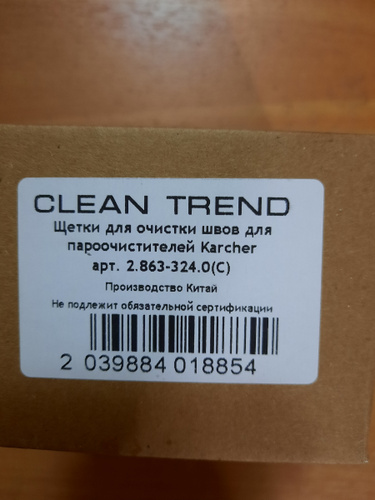 CLEAN TREND
Щетки для очистки швов для
пароочистителей Karcher
арт. 2.863-324.0(С)
Производство Китай
Не подлежит обязательной сертификации
2 039884 018854